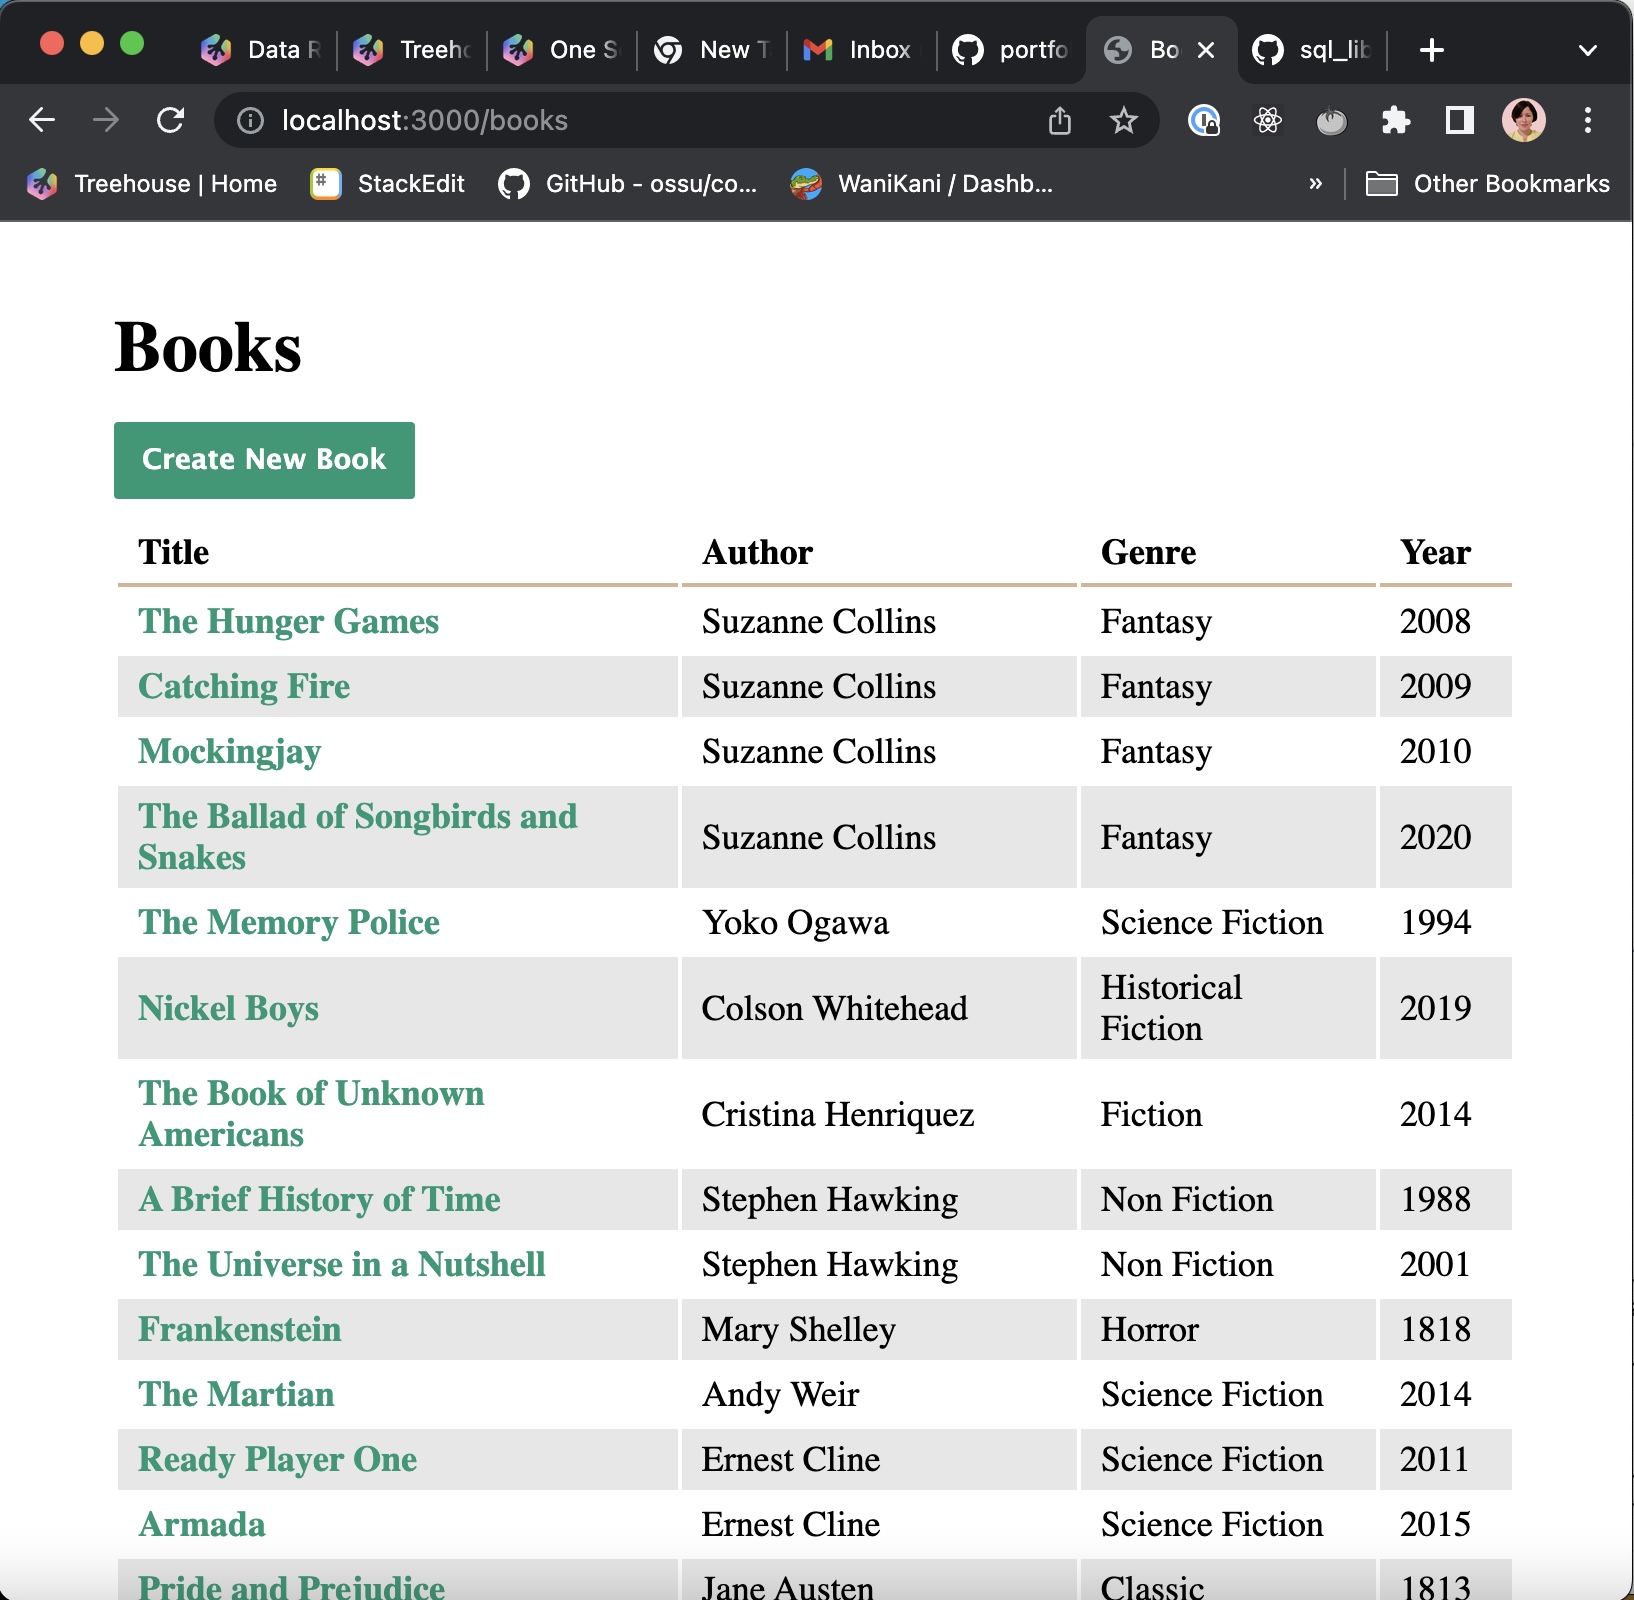 Data R Treeho One S New T Inbox portfo Bo sql_lib
localhost:3000/books
Treehouse | Home StackEdit GitHub - ossu/co... WaniKani / Dashb... » Other Bookmarks
Books
Create New Book
Title Author Genre Year
The Hunger Games Suzanne Collins Fantasy 2008
Catching Fire Suzanne Collins Fantasy 2009
Mockingjay Suzanne Collins Fantasy 2010
The Ballad of Songbirds and
Snakes Suzanne Collins Fantasy 2020
The Memory Police Yoko Ogawa Science Fiction 1994
Nickel Boys Colson Whitehead Historical
Fiction 2019
The Book of Unknown
Americans Cristina Henriquez Fiction 2014
A Brief History of Time Stephen Hawking Non Fiction 1988
The Universe in a Nutshell Stephen Hawking Non Fiction 2001
Frankenstein Mary Shelley Horror 1818
The Martian Andy Weir Science Fiction 2014
Ready Player One Ernest Cline Science Fiction 2011
Armada Ernest Cline Science Fiction 2015
Pride and Prejudice Jane Austen Classic 1813